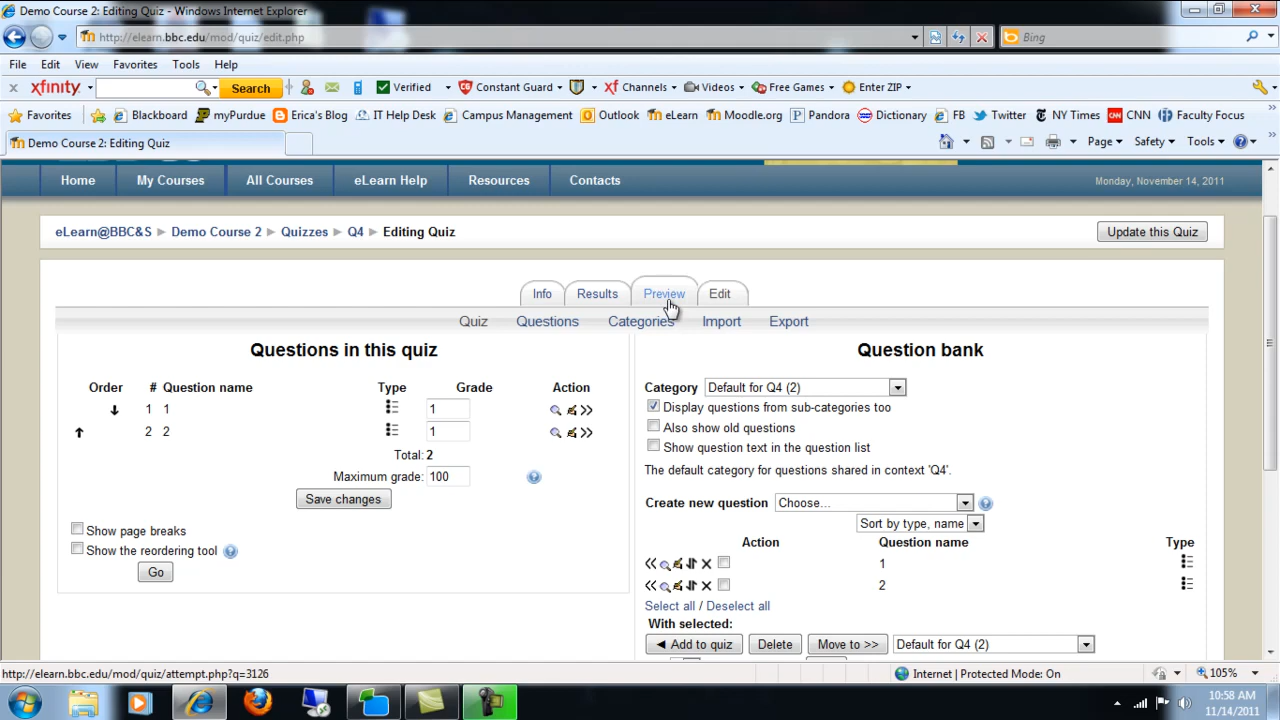 Demo Course 2: Editing Quiz - Windows Internet Explorer
http://elearn.bbc.edu/mod/quiz/edit.php
Bing
File Edit View Favorites Tools Help
x xfinity Search Verified Constant Guard Channels Videos Free Games Enter ZIP
Favorites Blackboard myPurdue Erica's Blog IT Help Desk Campus Management Outlook eLearn Moodle.org Pandora Dictionary FB Twitter NY Times CNN Faculty Focus
Demo Course 2: Editing Quiz
Page Safety Tools
Home My Courses All Courses eLearn Help Resources Contacts
Monday, November 14, 2011
eLearn@BBC&S ► Demo Course 2 ► Quizzes ► Q4 ► Editing Quiz
Update this Quiz
Info Results Preview Edit
Quiz Questions Categories Import Export
Questions in this quiz
Order # Question name Type Grade Action
1 1 1
2 2 1
Total: 2
Maximum grade: 100
Save changes
Show page breaks
Show the reordering tool
Go
Question bank
Category Default for Q4 (2)
Display questions from sub-categories too
Also show old questions
Show question text in the question list
The default category for questions shared in context 'Q4'.
Create new question Choose...
Sort by type, name
Action Question name Type
1
2
Select all / Deselect all
With selected:
◄ Add to quiz Delete Move to >> Default for Q4 (2)
http://elearn.bbc.edu/mod/quiz/attempt.php?q=3126
Internet | Protected Mode: On
105%
10:58 AM
11/14/2011